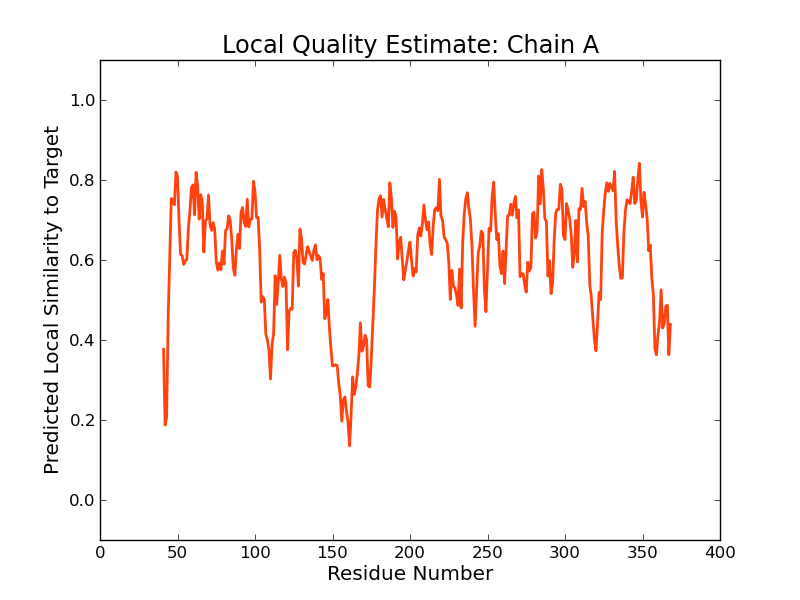 Local Quality Estimate: Chain A
Predicted Local Similarity to Target
1.0
0.8
0.6
0.4
0.2
0.0
0 50 100 150 200 250 300 350 400
Residue Number